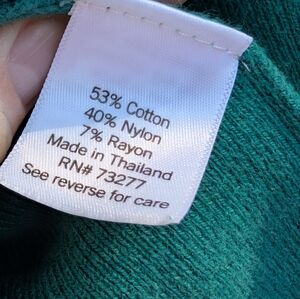 53% Cotton
40% Nylon
7% Rayon
Made in Thailand
RN# 73277
See reverse for care